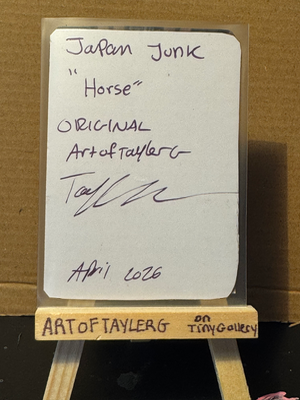 Japan Junk
"Horse"
ORIGINAL
ArtofTaylerG
April 2026
ARTOFTAYLERG on TinyGallery